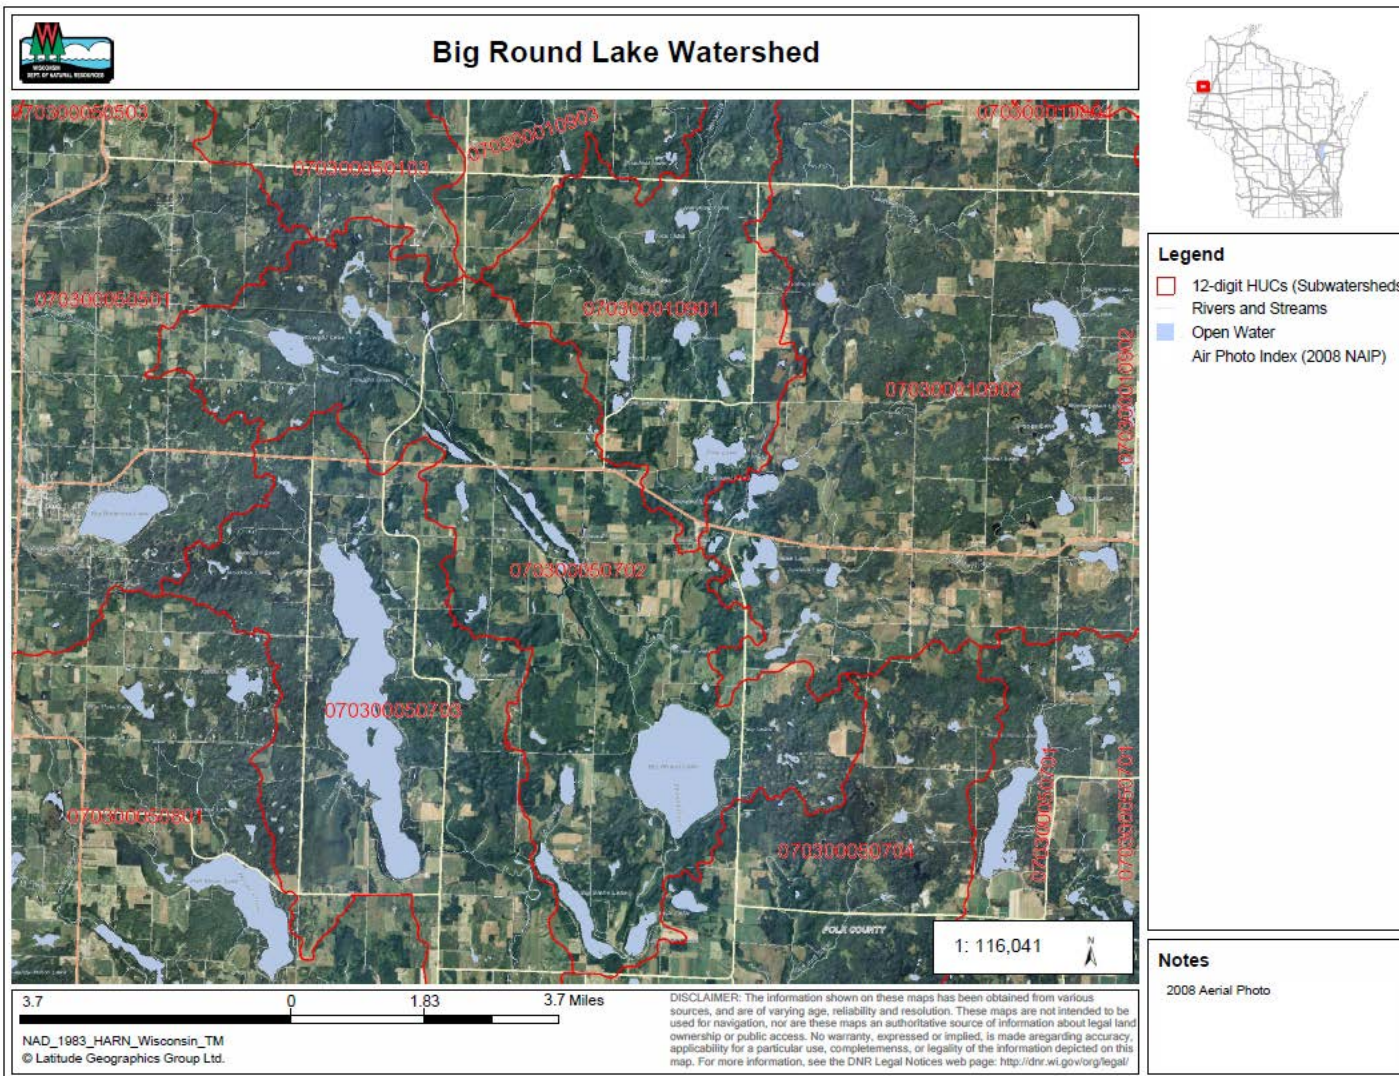 Big Round Lake Watershed
WISCONSIN
DEPT. OF NATURAL RESOURCES
070300050503
070300010903
070300050103
070300050501
070300010901
070300010902
070300010902
070300050702
070300050703
070300050801
070300050704
070300050701
070300050701
POLK COUNTY
1: 116,041
N
Legend
12-digit HUCs (Subwatersheds
Rivers and Streams
Open Water
Air Photo Index (2008 NAIP)
Notes
2008 Aerial Photo
3.7 0 1.83 3.7 Miles
NAD_1983_HARN_Wisconsin_TM
© Latitude Geographics Group Ltd.
DISCLAIMER: The information shown on these maps has been obtained from various
sources, and are of varying age, reliability and resolution. These maps are not intended to be
used for navigation, nor are these maps an authoritative source of information about legal land
ownership or public access. No warranty, expressed or implied, is made aregarding accuracy,
applicability for a particular use, completemenss, or legality of the information depicted on this
map. For more information, see the DNR Legal Notices web page: http://dnr.wi.gov/org/legal/